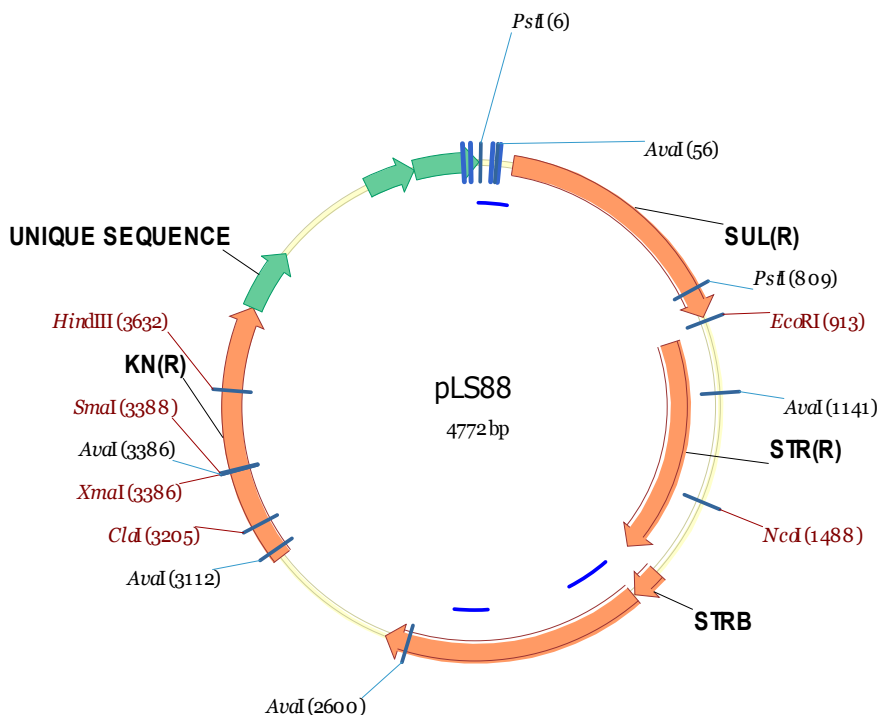 PstI (6)
AvaI (56)
UNIQUE SEQUENCE
SUL(R)
PstI (809)
HindIII (3632)
EcoRI (913)
KN(R)
pLS88
SmaI (3388)
AvaI (1141)
4772 bp
AvaI (3386)
STR(R)
XmaI (3386)
ClaI (3205)
NcoI (1488)
AvaI (3112)
STRB
AvaI (2600)